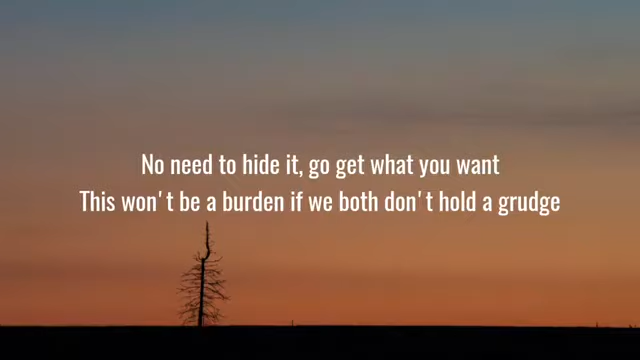 No need to hide it, go get what you want
This won't be a burden if we both don't hold a grudge